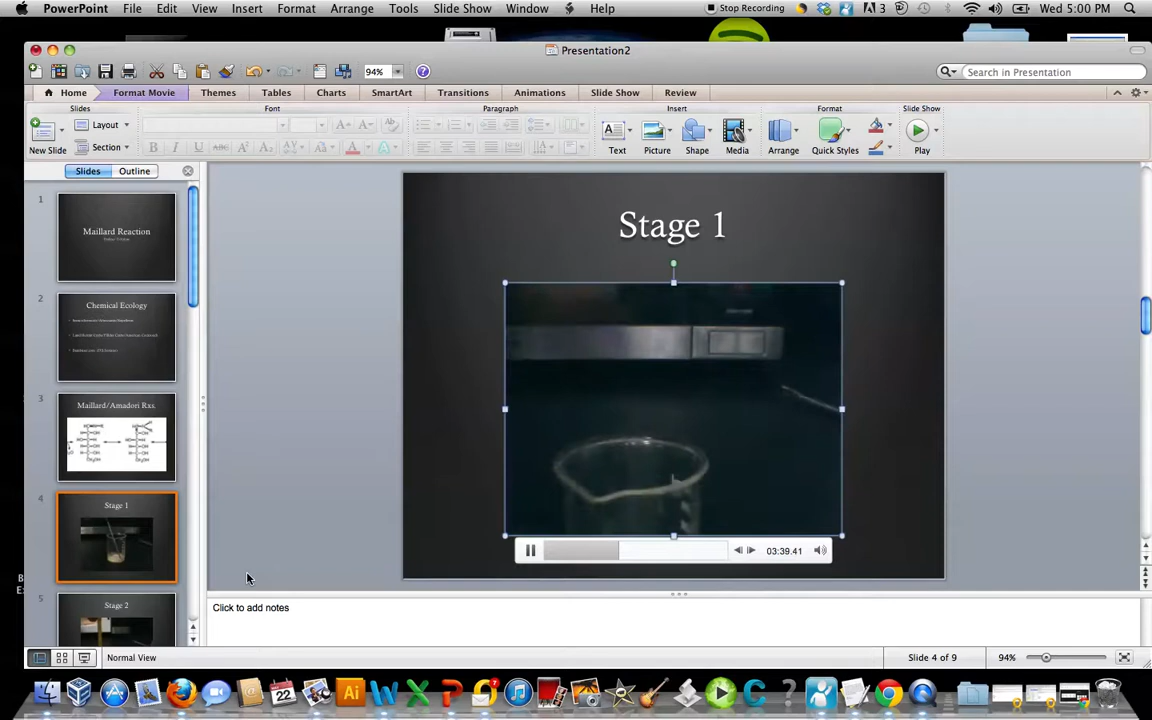 PowerPoint File Edit View Insert Format Arrange Tools Slide Show Window Help Stop Recording 3 Wed 5:00 PM
Presentation2
94% Search in Presentation
Home Format Movie Themes Tables Charts SmartArt Transitions Animations Slide Show Review
Slides Font Paragraph Insert Format Slide Show
Layout
New Slide Section Text Picture Shape Media Arrange Quick Styles Play
Slides Outline
1
Maillard Reaction
2
Chemical Ecology
3
Maillard/Amadori Rxs.
4
Stage 1
5
Stage 2
Stage 1
03:39.41
Click to add notes
Normal View Slide 4 of 9 94%